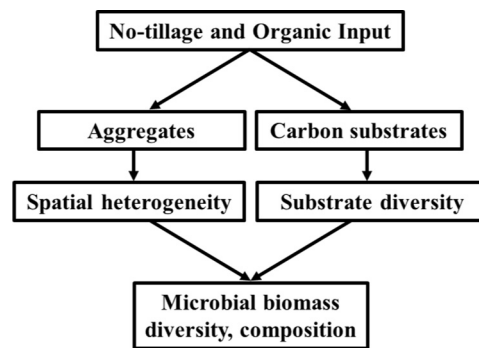 No-tillage and Organic Input
Aggregates
Carbon substrates
Spatial heterogeneity
Substrate diversity
Microbial biomass
diversity, composition